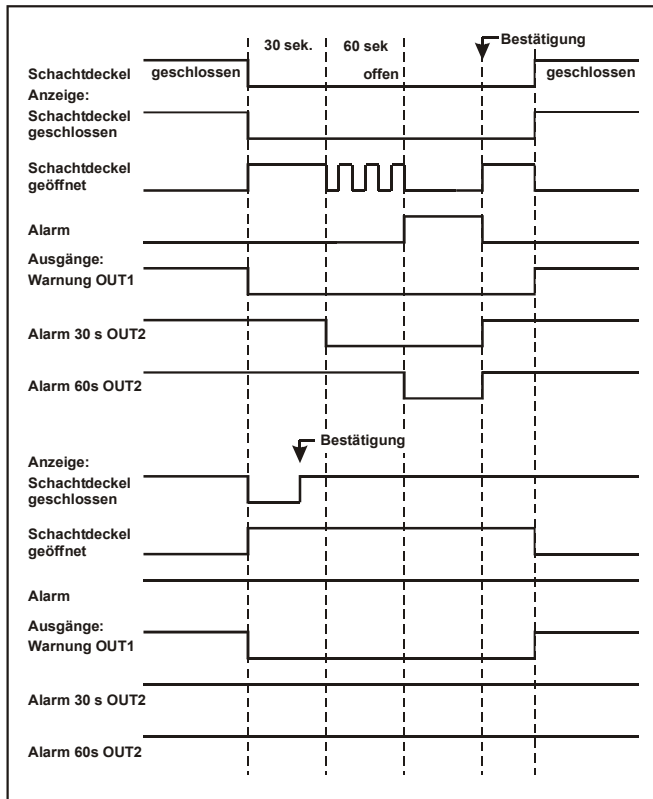 30 sek. 60 sek Bestätigung
Schachtdeckel geschlossen offen geschlossen
Anzeige:
Schachtdeckel
geschlossen
Schachtdeckel
geöffnet
Alarm
Ausgänge:
Warnung OUT1
Alarm 30 s OUT2
Alarm 60s OUT2
Bestätigung
Anzeige:
Schachtdeckel
geschlossen
Schachtdeckel
geöffnet
Alarm
Ausgänge:
Warnung OUT1
Alarm 30 s OUT2
Alarm 60s OUT2